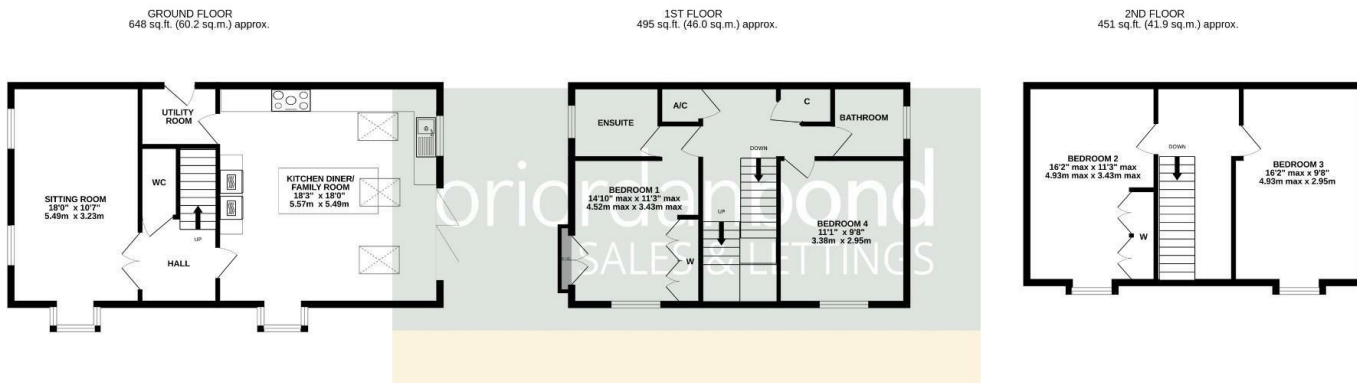 GROUND FLOOR
648 sq.ft. (60.2 sq.m.) approx.
SITTING ROOM
18'0" x 10'7"
5.49m x 3.23m
UTILITY
ROOM
WC
UP
HALL
KITCHEN DINER/
FAMILY ROOM
18'3" x 18'0"
5.57m x 5.49m
1ST FLOOR
495 sq.ft. (46.0 sq.m.) approx.
ENSUITE
A/C
C
BATHROOM
DOWN
BEDROOM 1
14'10" max x 11'3" max
4.52m max x 3.43m max
UP
W
BEDROOM 4
11'1" x 9'8"
3.38m x 2.95m
oriordanbond
SALES & LETTINGS
2ND FLOOR
451 sq.ft. (41.9 sq.m.) approx.
BEDROOM 2
16'2" max x 11'3" max
4.93m max x 3.43m max
DOWN
W
BEDROOM 3
16'2" max x 9'8"
4.93m max x 2.95m